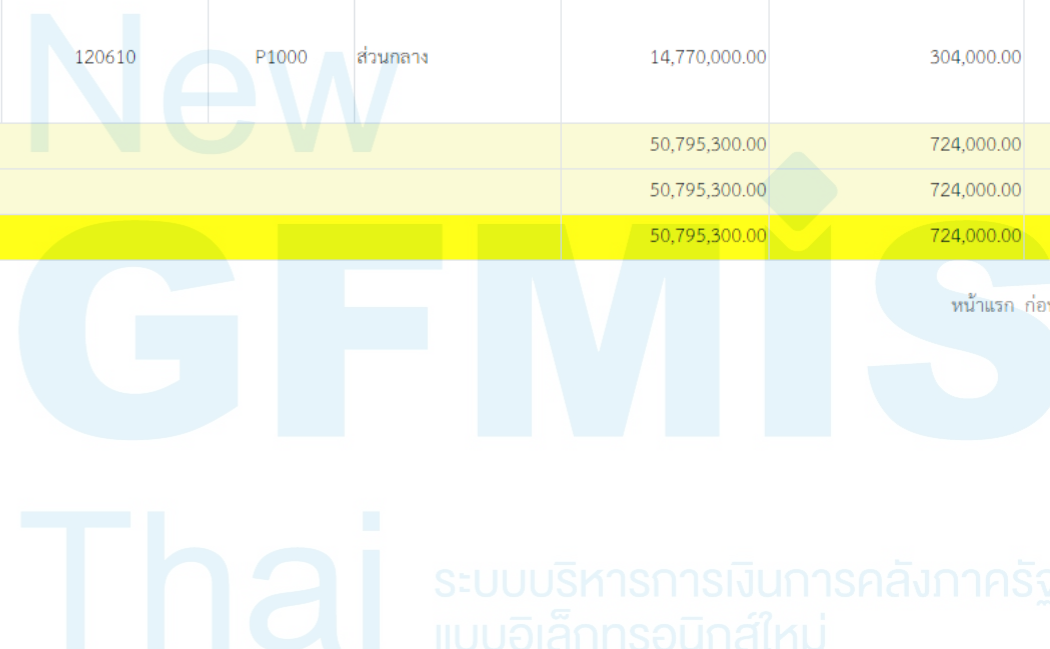 120610 P1000 ส่วนกลาง 14,770,000.00 304,000.00
50,795,300.00 724,000.00
50,795,300.00 724,000.00
50,795,300.00 724,000.00
หน้าแรก
New
GFMIS
Thai
ระบบบริหารการเงินการคลังภาครัฐ
แบบอิเล็กทรอนิกส์ใหม่